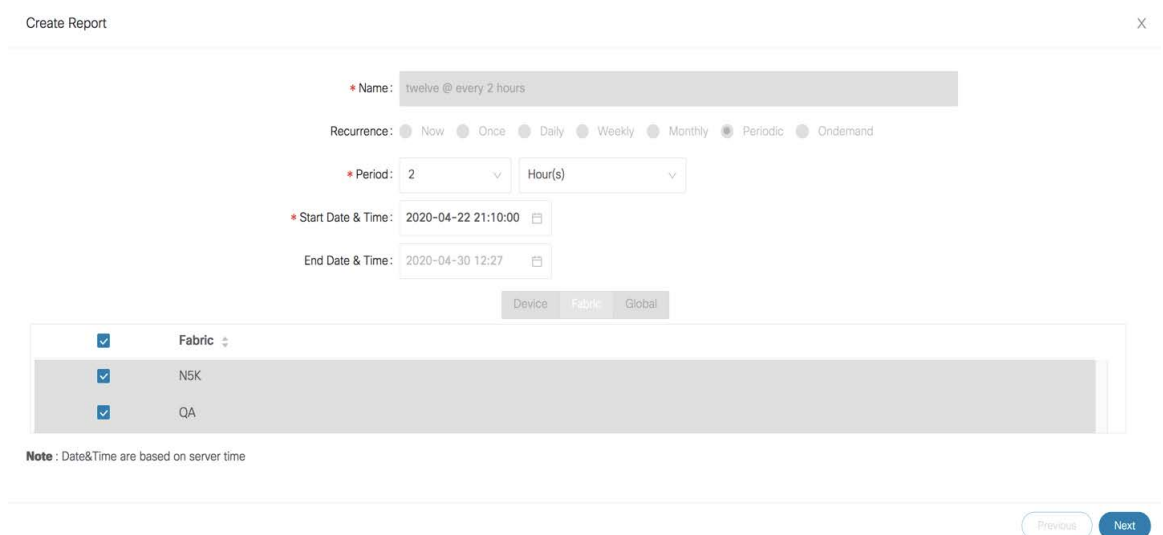 Create Report X
* Name: twelve @ every 2 hours
Recurrence: Now Once Daily Weekly Monthly Periodic Ondemand
* Period: 2 Hour(s)
* Start Date & Time: 2020-04-22 21:10:00
End Date & Time: 2020-04-30 12:27
Device Fabric Global
Fabric
N5K
QA
Note : Date&Time are based on server time
Previous Next